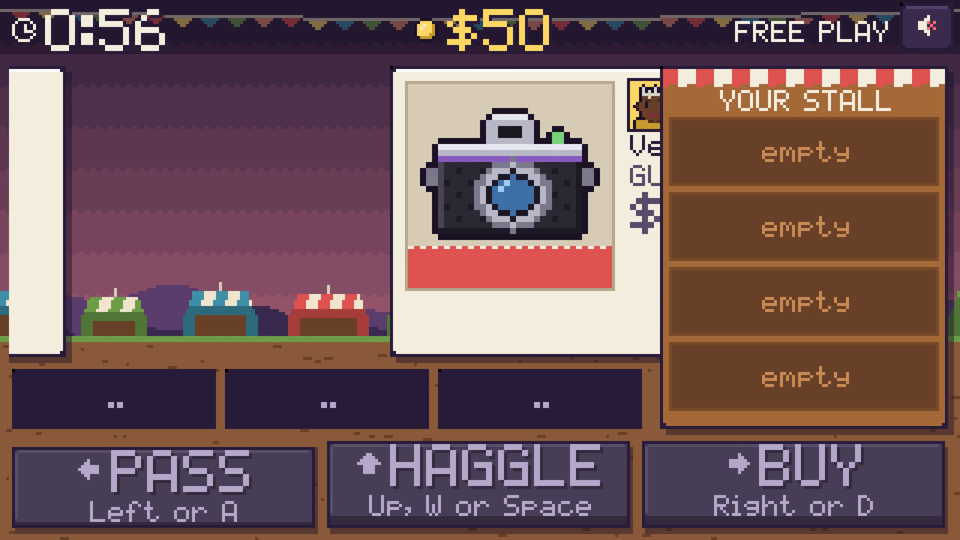 0:56
$50
FREE PLAY
YOUR STALL
empty
empty
empty
empty
..
..
..
PASS
Left or A
HAGGLE
Up, W or Space
BUY
Right or D